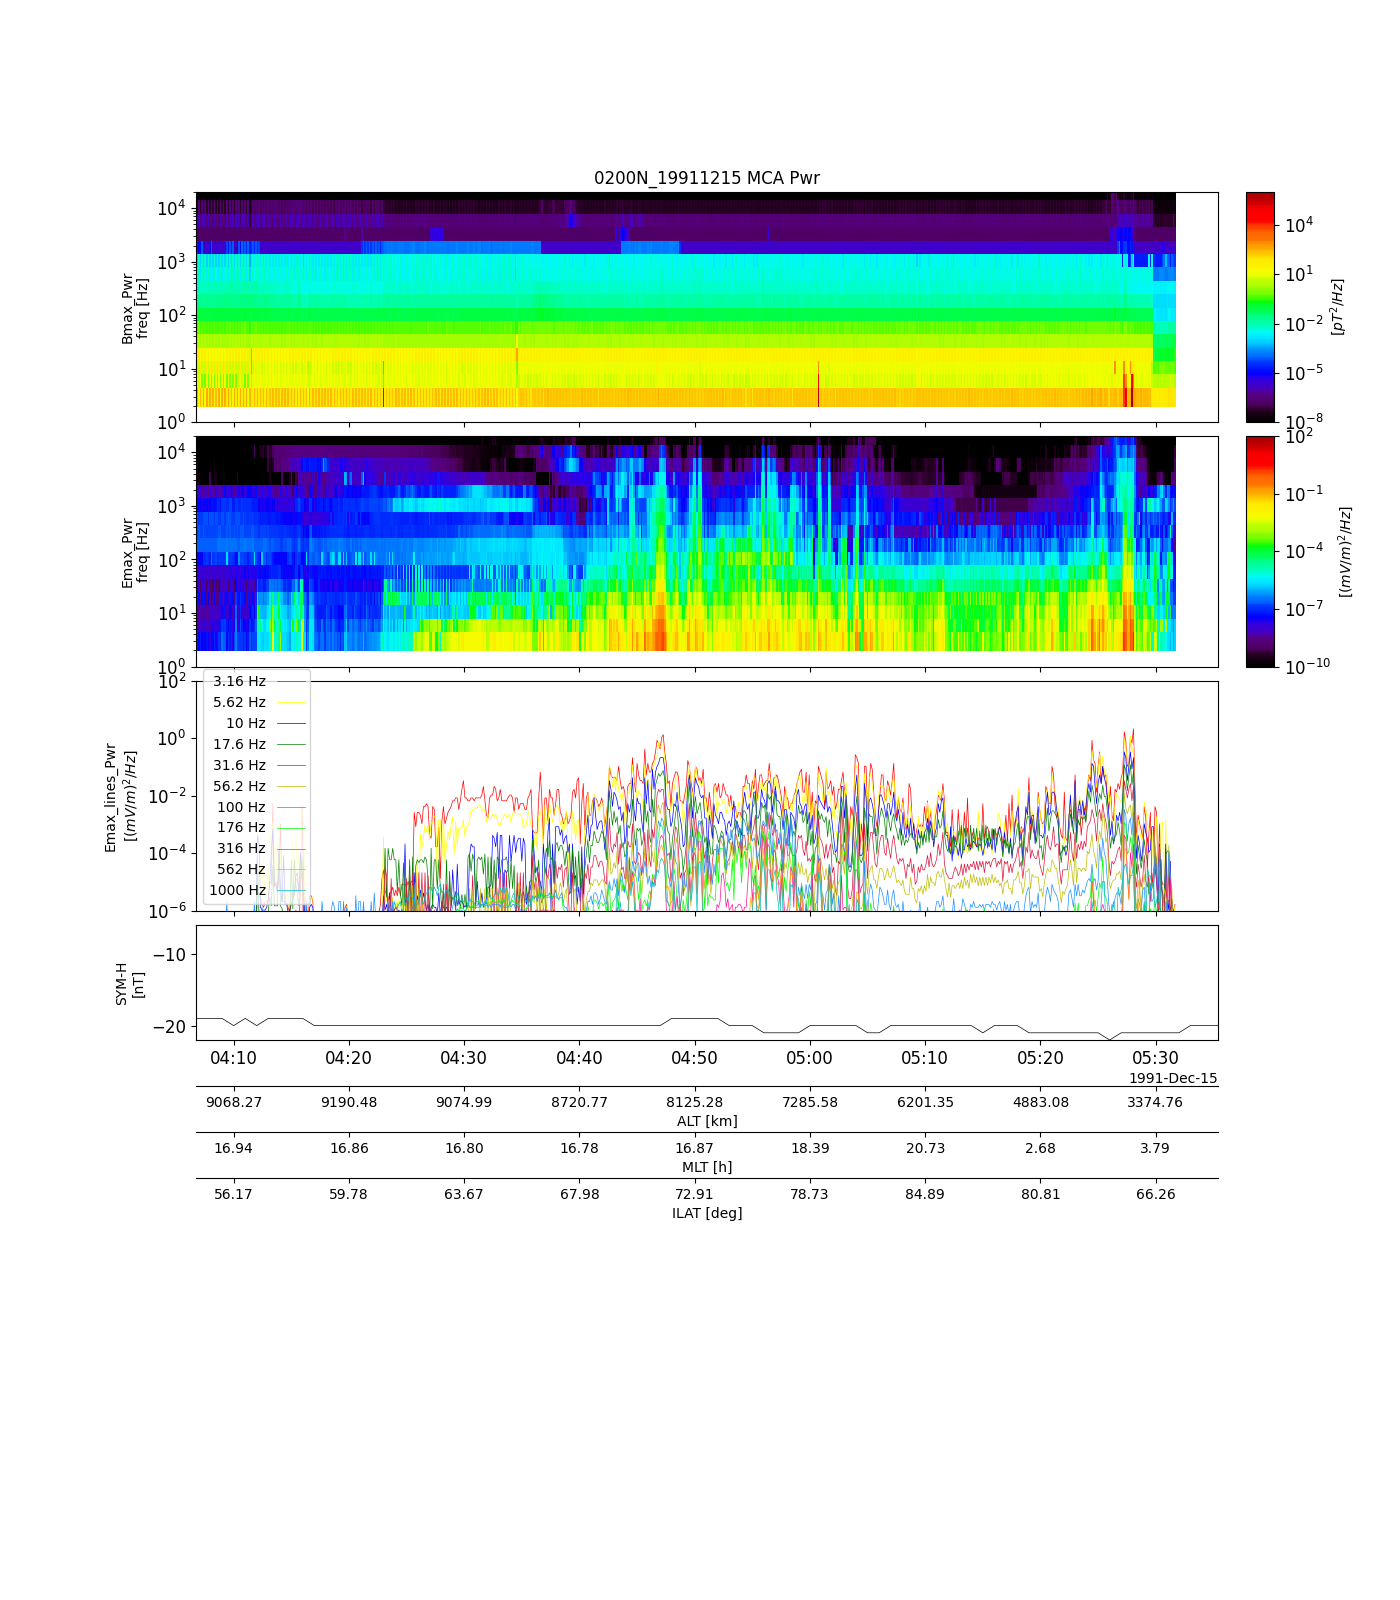 0200N_19911215 MCA Pwr
10^4
10^3
10^2
10^1
10^0
Bmax_Pwr
freq [Hz]
10^4
10^1
10^-2
10^-5
10^-8
[pT^2/Hz]
10^4
10^3
10^2
10^1
10^0
Emax_Pwr
freq [Hz]
10^2
10^-1
10^-4
10^-7
10^-10
[(mV/m)^2/Hz]
10^2
10^0
10^-2
10^-4
10^-6
Emax_lines_Pwr
[(mV/m)^2/Hz]
3.16 Hz
5.62 Hz
10 Hz
17.6 Hz
31.6 Hz
56.2 Hz
100 Hz
176 Hz
316 Hz
562 Hz
1000 Hz
−10
−20
SYM-H
[nT]
04:10 04:20 04:30 04:40 04:50 05:00 05:10 05:20 05:30
1991-Dec-15
9068.27 9190.48 9074.99 8720.77 8125.28 7285.58 6201.35 4883.08 3374.76
ALT [km]
16.94 16.86 16.80 16.78 16.87 18.39 20.73 2.68 3.79
MLT [h]
56.17 59.78 63.67 67.98 72.91 78.73 84.89 80.81 66.26
ILAT [deg]